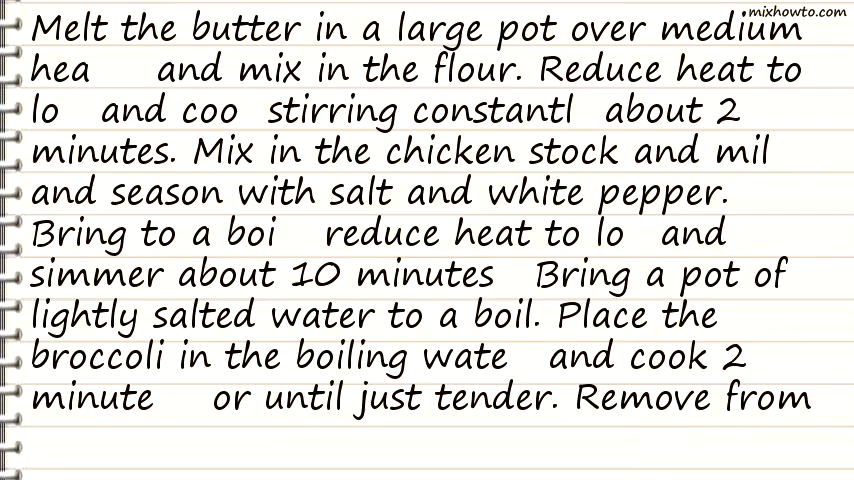 mixhowto.com
Melt the butter in a large pot over medium
hea and mix in the flour. Reduce heat to
lo and coo stirring constantl about 2
minutes. Mix in the chicken stock and mil
and season with salt and white pepper.
Bring to a boi reduce heat to lo and
simmer about 10 minutes Bring a pot of
lightly salted water to a boil. Place the
broccoli in the boiling wate and cook 2
minute or until just tender. Remove from